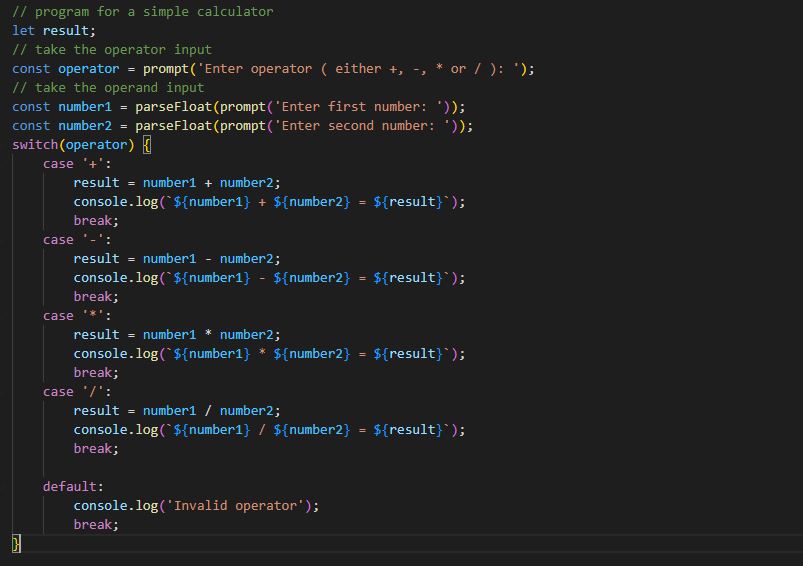 // program for a simple calculator
let result;
// take the operator input
const operator = prompt('Enter operator ( either +, -, * or / ): ');
// take the operand input
const number1 = parseFloat(prompt('Enter first number: '));
const number2 = parseFloat(prompt('Enter second number: '));
switch(operator) {
    case '+':
        result = number1 + number2;
        console.log(`${number1} + ${number2} = ${result}`);
        break;
    case '-':
        result = number1 - number2;
        console.log(`${number1} - ${number2} = ${result}`);
        break;
    case '*':
        result = number1 * number2;
        console.log(`${number1} * ${number2} = ${result}`);
        break;
    case '/':
        result = number1 / number2;
        console.log(`${number1} / ${number2} = ${result}`);
        break;

    default:
        console.log('Invalid operator');
        break;
}